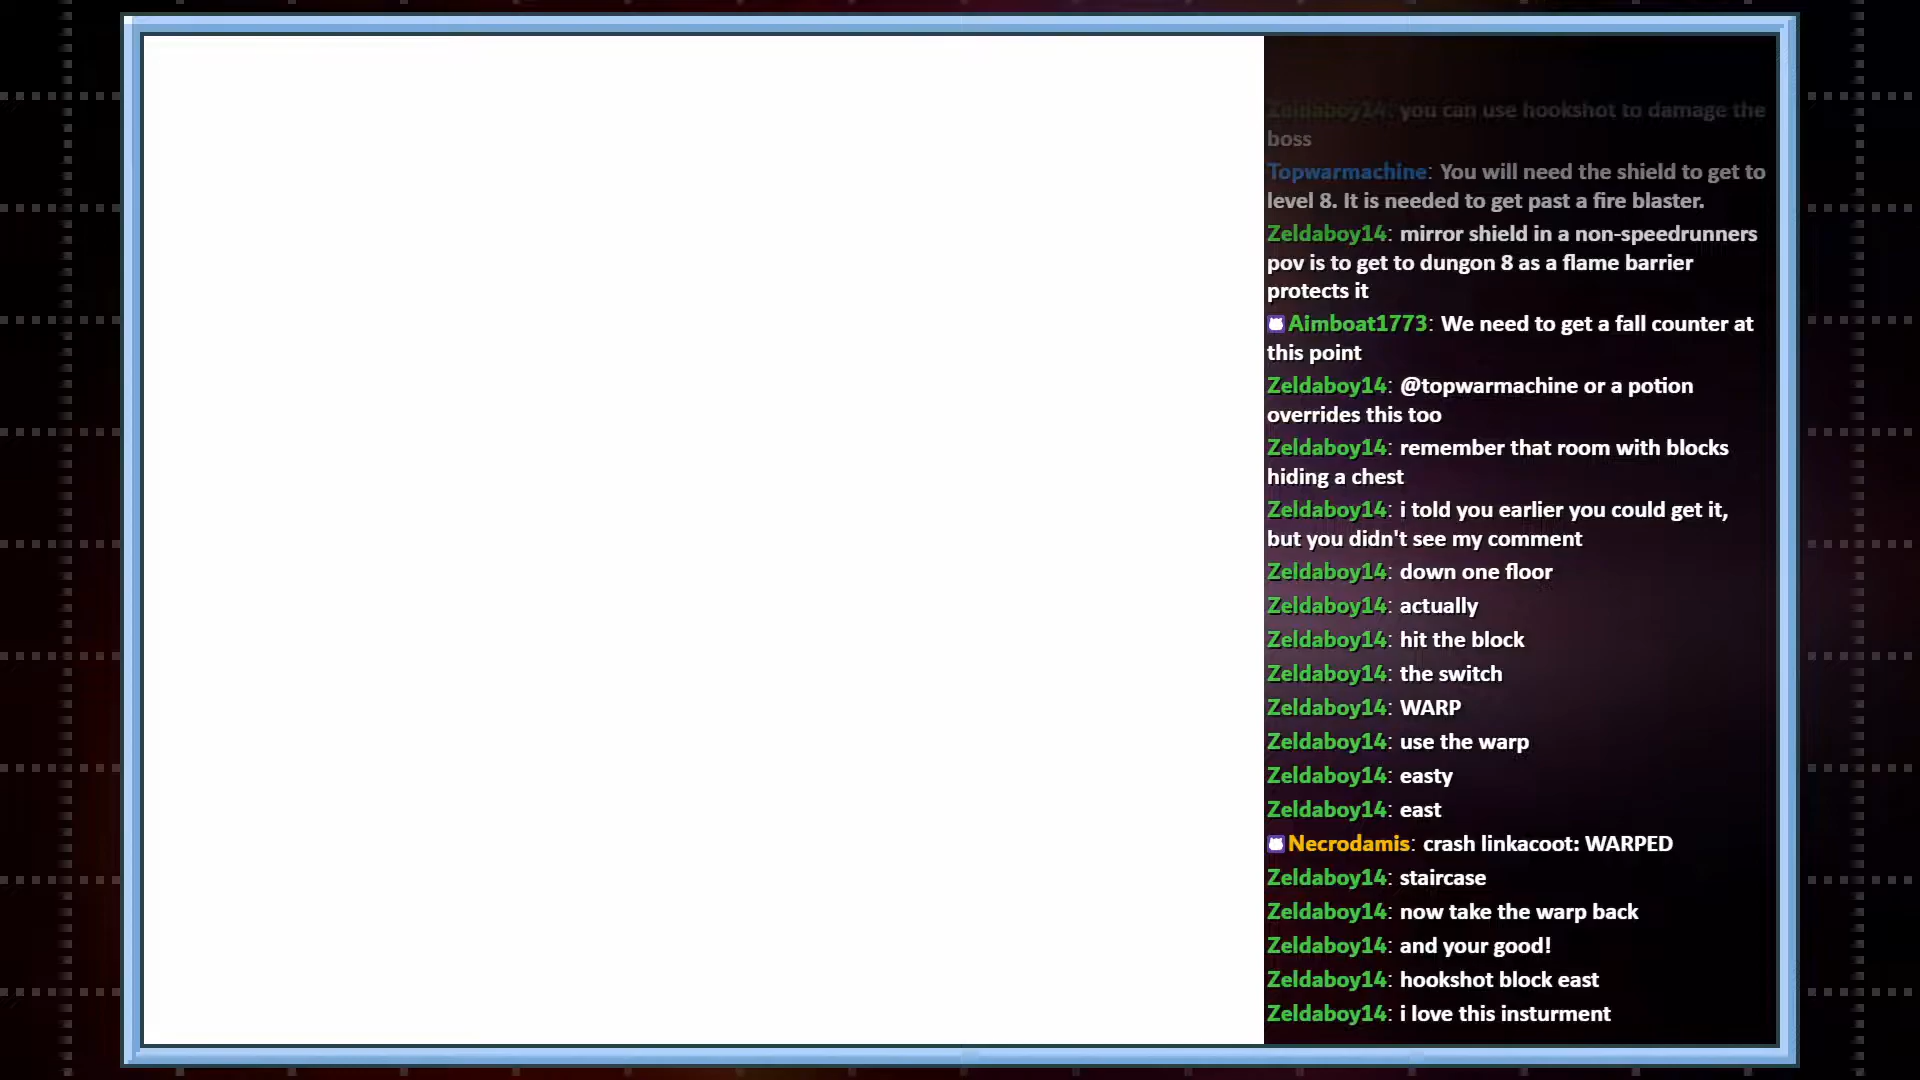 Zeldaboy14: you can use hookshot to damage the
boss
Topwarmachine: You will need the shield to get to
level 8. It is needed to get past a fire blaster.
Zeldaboy14: mirror shield in a non-speedrunners
pov is to get to dungon 8 as a flame barrier
protects it
Aimboat1773: We need to get a fall counter at
this point
Zeldaboy14: @topwarmachine or a potion
overrides this too
Zeldaboy14: remember that room with blocks
hiding a chest
Zeldaboy14: i told you earlier you could get it,
but you didn't see my comment
Zeldaboy14: down one floor
Zeldaboy14: actually
Zeldaboy14: hit the block
Zeldaboy14: the switch
Zeldaboy14: WARP
Zeldaboy14: use the warp
Zeldaboy14: easty
Zeldaboy14: east
Necrodamis: crash linkacoot: WARPED
Zeldaboy14: staircase
Zeldaboy14: now take the warp back
Zeldaboy14: and your good!
Zeldaboy14: hookshot block east
Zeldaboy14: i love this insturment